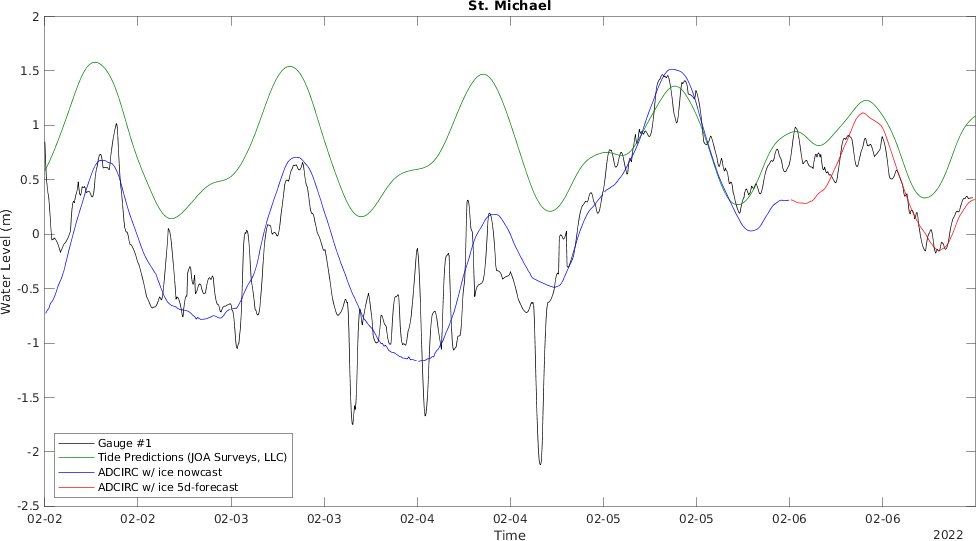 St. Michael
2
1.5
1
0.5
0
-0.5
-1
-1.5
-2
-2.5
Water Level (m)
Gauge #1
Tide Predictions (JOA Surveys, LLC)
ADCIRC w/ ice nowcast
ADCIRC w/ ice 5d-forecast
02-02 02-02 02-03 02-03 02-04 02-04 02-05 02-05 02-06 02-06
Time
2022